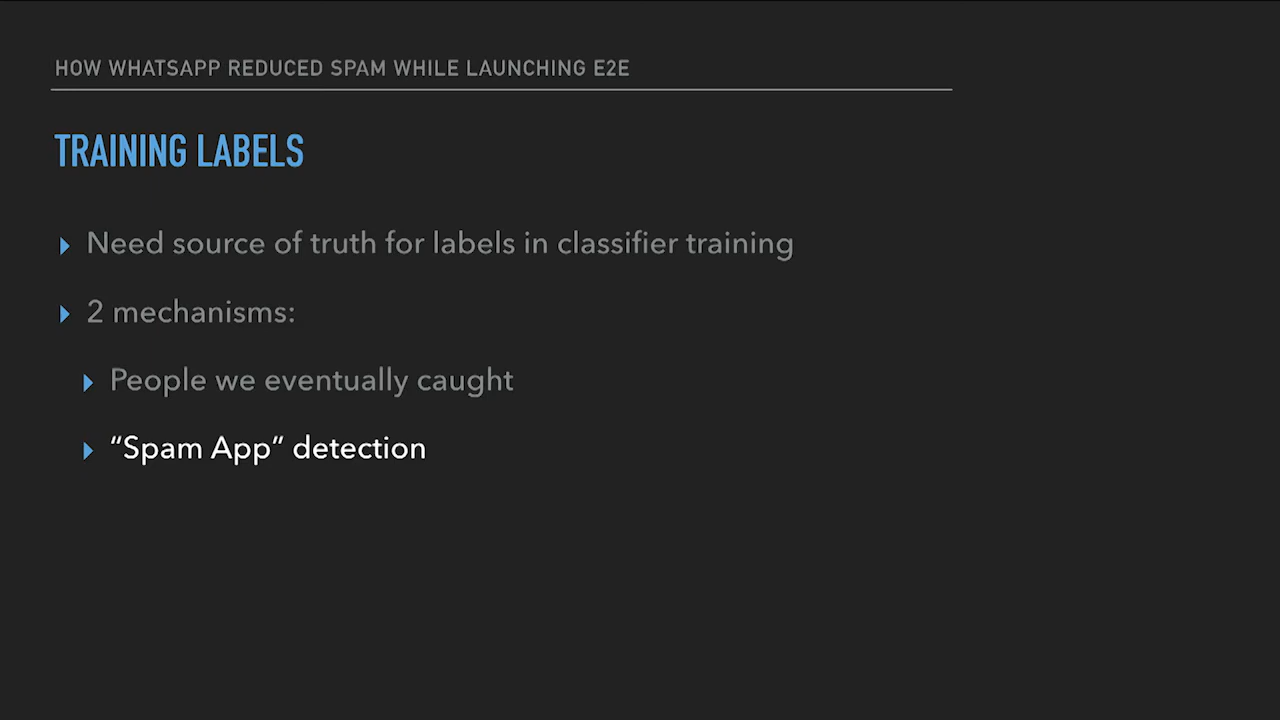 HOW WHATSAPP REDUCED SPAM WHILE LAUNCHING E2E
TRAINING LABELS
Need source of truth for labels in classifier training
2 mechanisms:
People we eventually caught
“Spam App” detection